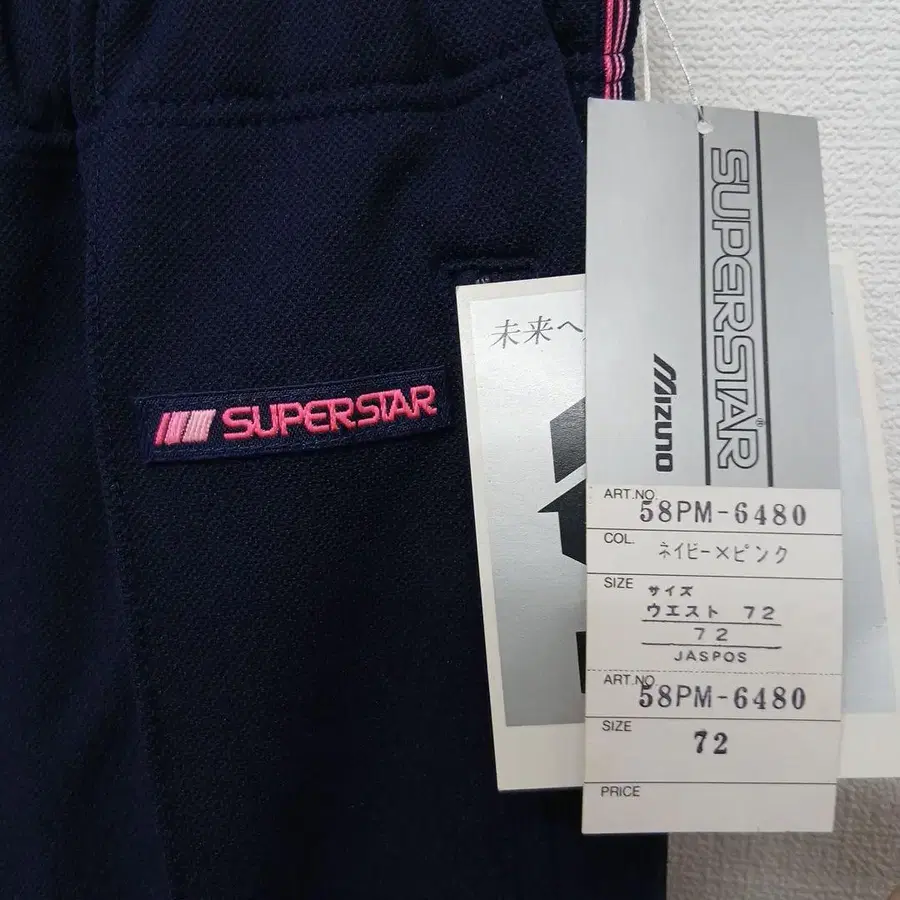 SUPERSTAR
未来へ
SUPERSTAR®
MIZUNO
ART.NO.
58PM-6480
COL.
ネイビー×ピンク
SIZE
サイズ
ウエスト 72
72
JASPOS
ART.NO.
58PM-6480
SIZE
72
PRICE